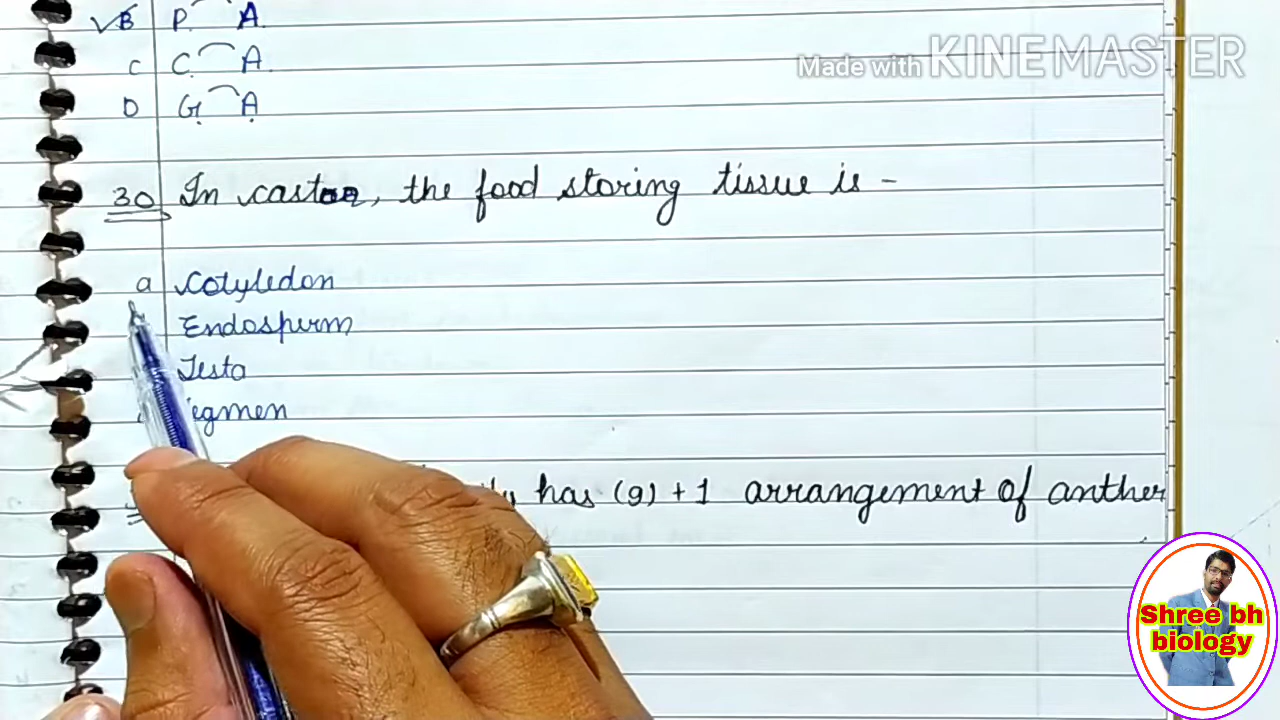 B P A
C C A
D G A
30 In castor, the food storing tissue is -
a Cotyledon
Endosperm
Testa
Tegmen
has (9) + 1 arrangement of anther
Made with KINEMASTER
Shree bh
biology